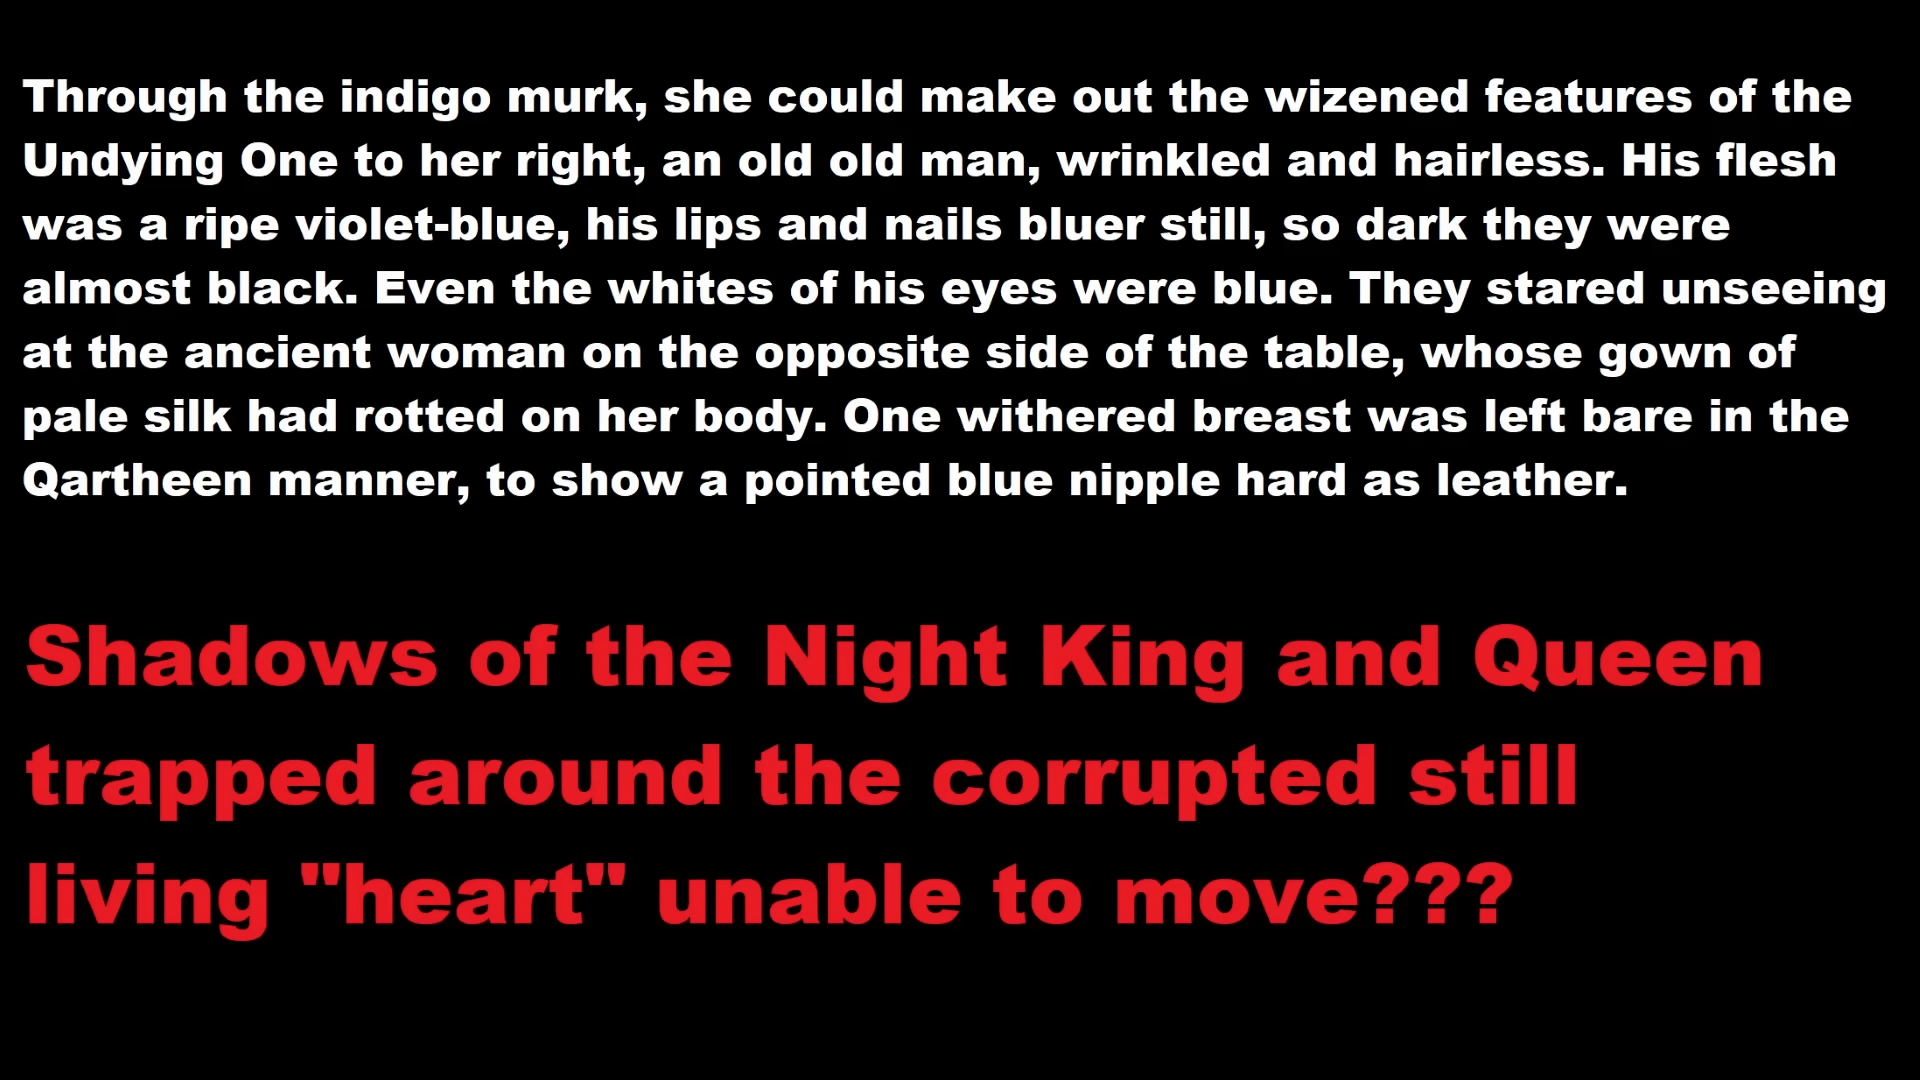 Through the indigo murk, she could make out the wizened features of the
Undying One to her right, an old old man, wrinkled and hairless. His flesh
was a ripe violet-blue, his lips and nails bluer still, so dark they were
almost black. Even the whites of his eyes were blue. They stared unseeing
at the ancient woman on the opposite side of the table, whose gown of
pale silk had rotted on her body. One withered breast was left bare in the
Qartheen manner, to show a pointed blue nipple hard as leather.
Shadows of the Night King and Queen
trapped around the corrupted still
living "heart" unable to move???